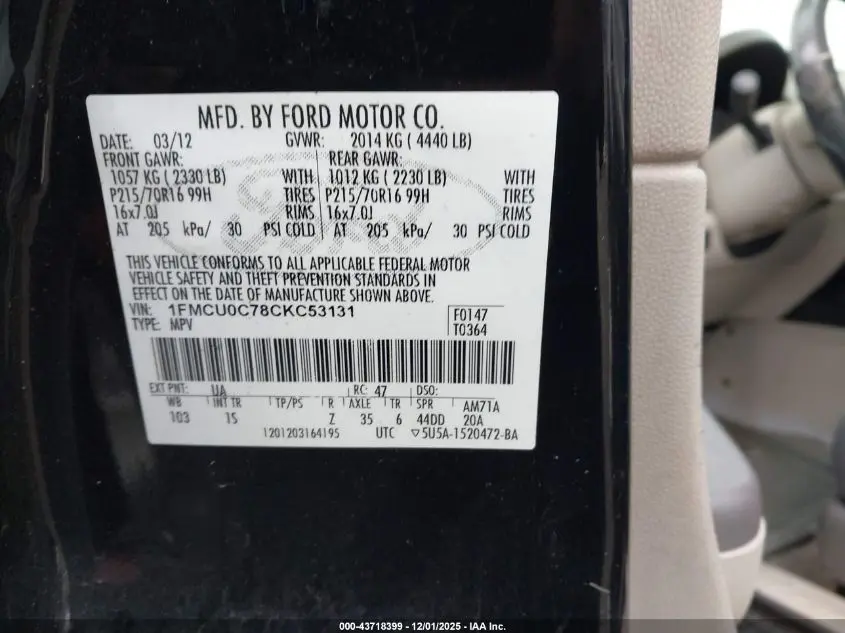 MFD. BY FORD MOTOR CO.
DATE: 03/12 GVWR: 2014 KG ( 4440 LB)
FRONT GAWR: REAR GAWR:
1057 KG ( 2330 LB) WITH 1012 KG ( 2230 LB) WITH
P215/70R16 99H TIRES P215/70R16 99H TIRES
16x7.0J RIMS 16x7.0J RIMS
AT 205 kPa/ 30 PSI COLD AT 205 kPa/ 30 PSI COLD
THIS VEHICLE CONFORMS TO ALL APPLICABLE FEDERAL MOTOR
VEHICLE SAFETY AND THEFT PREVENTION STANDARDS IN
EFFECT ON THE DATE OF MANUFACTURE SHOWN ABOVE.
VIN: 1FMCU0C78CKC53131 F0147
TYPE: MPV T0364
EXT PNT: UA RC: 47 DSO:
WB INT TR TP/PS R AXLE TR SPR AM71A
103 IS Z 35 6 44DD 20A
1201203164195 UTC ▽5U5A-1520472-BA
000-43718399 • 12/01/2025 • IAA Inc.